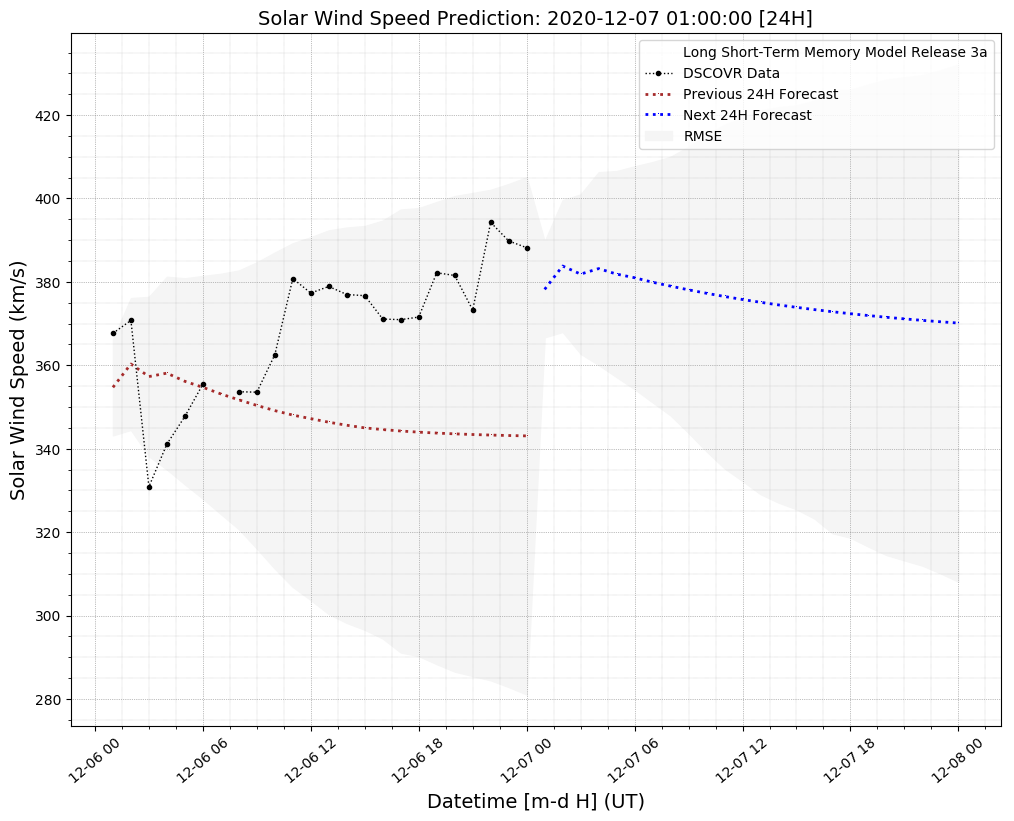 Solar Wind Speed Prediction: 2020-12-07 01:00:00 [24H]
Long Short-Term Memory Model Release 3a
DSCOVR Data
Previous 24H Forecast
Next 24H Forecast
RMSE
Solar Wind Speed (km/s)
420
400
380
360
340
320
300
280
12-06 00
12-06 06
12-06 12
12-06 18
12-07 00
12-07 06
12-07 12
12-07 18
12-08 00
Datetime [m-d H] (UT)